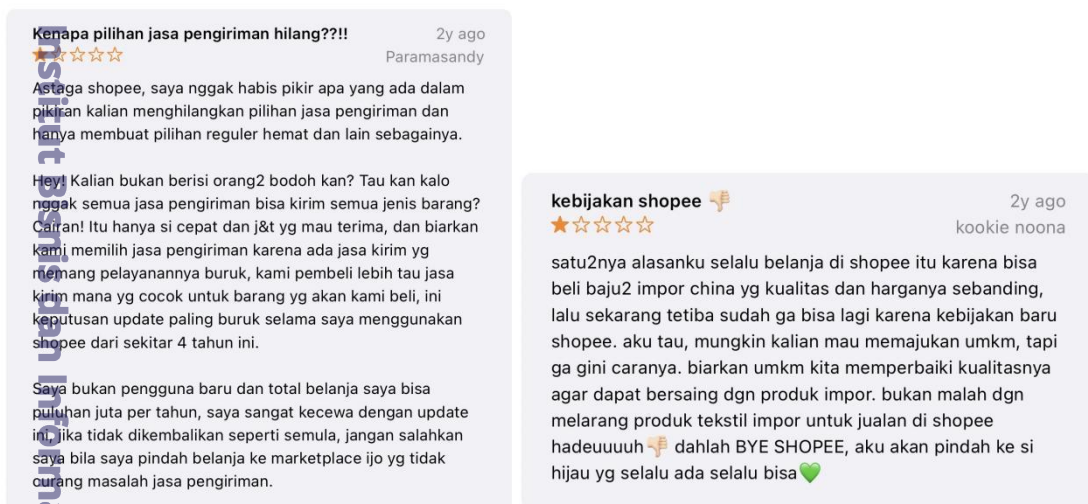 Kenapa pilihan jasa pengiriman hilang??!!
2y ago
Paramasandy
Astaga shopee, saya nggak habis pikir apa yang ada dalam
pikiran kalian menghilangkan pilihan jasa pengiriman dan
hanya membuat pilihan reguler hemat dan lain sebagainya.
Hey! Kalian bukan berisi orang2 bodoh kan? Tau kan kalo
nggak semua jasa pengiriman bisa kirim semua jenis barang?
Cairan! Itu hanya si cepat dan j&t yg mau terima, dan biarkan
kami memilih jasa pengiriman karena ada jasa kirim yg
memang pelayanannya buruk, kami pembeli lebih tau jasa
kirim mana yg cocok untuk barang yg akan kami beli, ini
keputusan update paling buruk selama saya menggunakan
shopee dari sekitar 4 tahun ini.
Saya bukan pengguna baru dan total belanja saya bisa
puluhan juta per tahun, saya sangat kecewa dengan update
ini, jika tidak dikembalikan seperti semula, jangan salahkan
saya bila saya pindah belanja ke marketplace ijo yg tidak
curang masalah jasa pengiriman.
Institut Bisnis dan Inform
kebijakan shopee 👎🏻
2y ago
kookie noona
satu2nya alasanku selalu belanja di shopee itu karena bisa
beli baju2 impor china yg kualitas dan harganya sebanding,
lalu sekarang tetiba sudah ga bisa lagi karena kebijakan baru
shopee. aku tau, mungkin kalian mau memajukan umkm, tapi
ga gini caranya. biarkan umkm kita memperbaiki kualitasnya
agar dapat bersaing dgn produk impor. bukan malah dgn
melarang produk tekstil impor untuk jualan di shopee
hadeuuuuh👎🏻 dahlah BYE SHOPEE, aku akan pindah ke si
hijau yg selalu ada selalu bisa💚